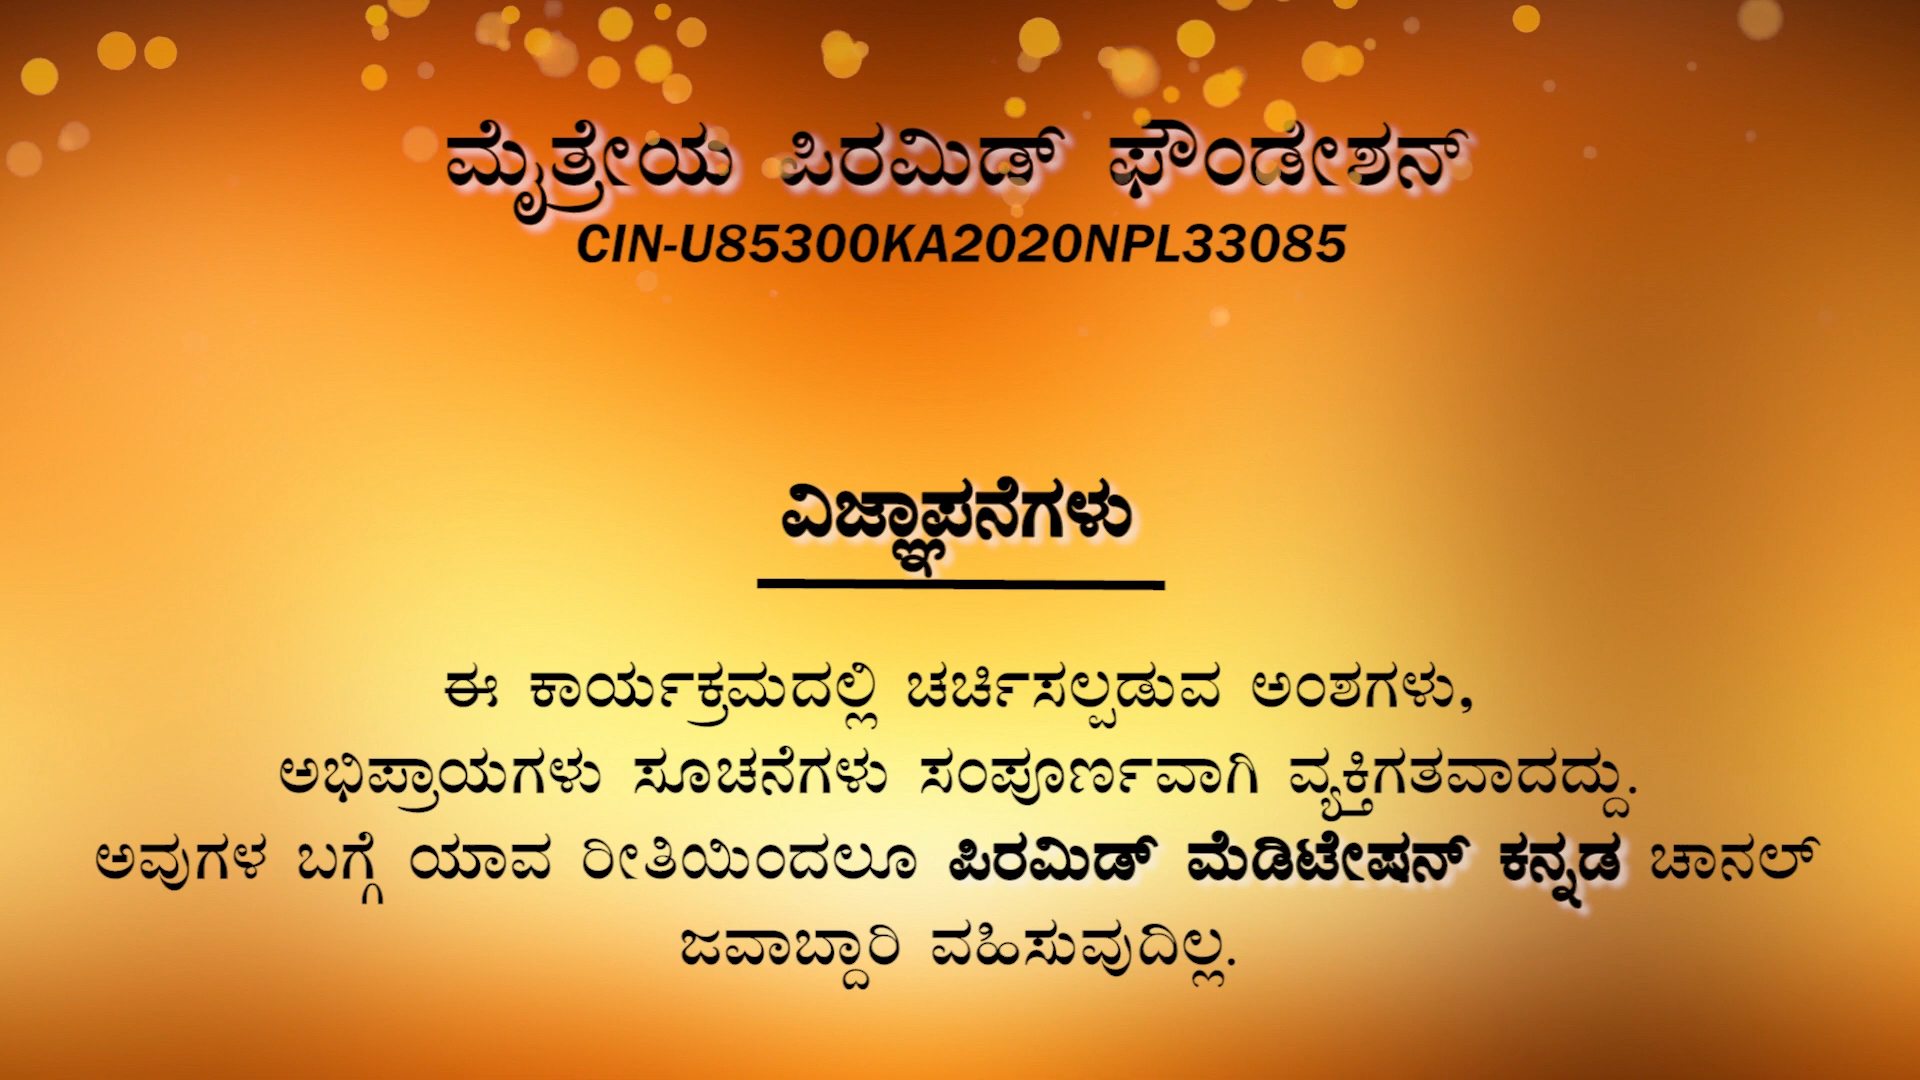 ಮೈತ್ರೇಯ ಪಿರಮಿಡ್ ಫೌಂಡೇಶನ್
CIN-U85300KA2020NPL33085
ವಿಜ್ಞಾಪನೆಗಳು
ಈ ಕಾರ್ಯಕ್ರಮದಲ್ಲಿ ಚರ್ಚಿಸಲ್ಪಡುವ ಅಂಶಗಳು,
ಅಭಿಪ್ರಾಯಗಳು ಸೂಚನೆಗಳು ಸಂಪೂರ್ಣವಾಗಿ ವ್ಯಕ್ತಿಗತವಾದದ್ದು.
ಅವುಗಳ ಬಗ್ಗೆ ಯಾವ ರೀತಿಯಿಂದಲೂ ಪಿರಮಿಡ್ ಮೆಡಿಟೇಷನ್ ಕನ್ನಡ ಚಾನಲ್
ಜವಾಬ್ದಾರಿ ವಹಿಸುವುದಿಲ್ಲ.